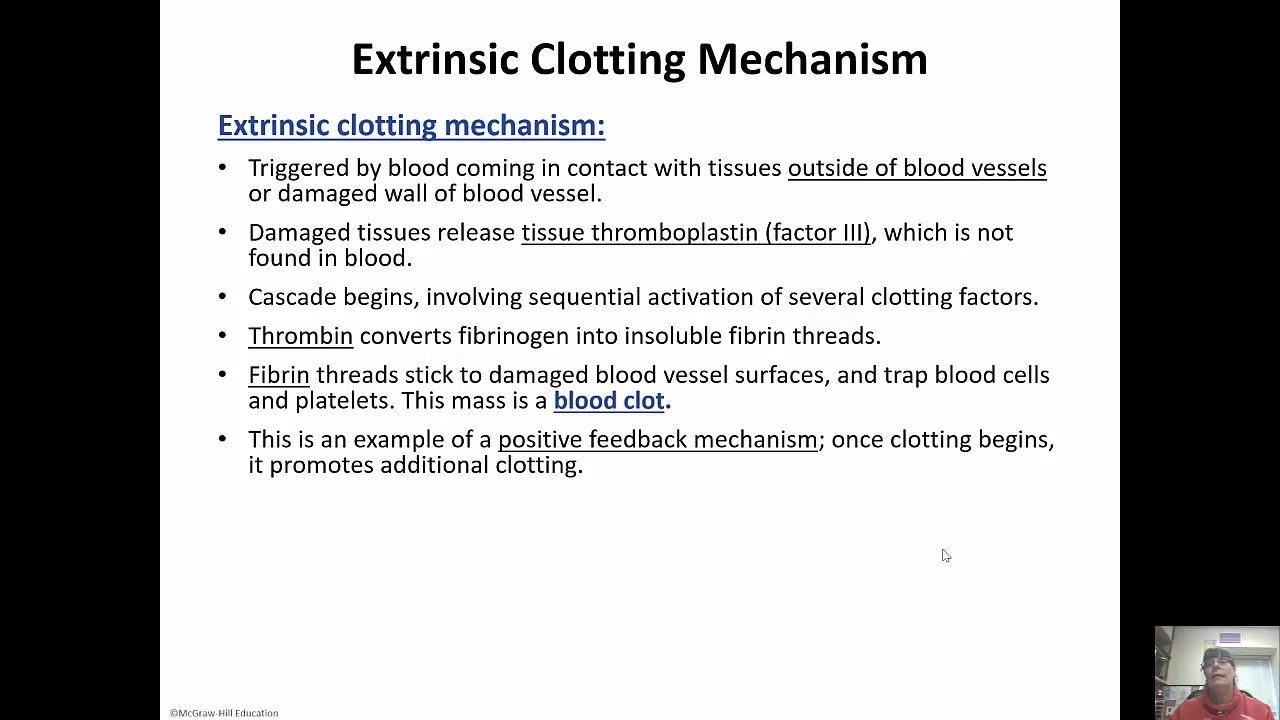 Extrinsic Clotting Mechanism
Extrinsic clotting mechanism:
• Triggered by blood coming in contact with tissues outside of blood vessels
or damaged wall of blood vessel.
• Damaged tissues release tissue thromboplastin (factor III), which is not
found in blood.
• Cascade begins, involving sequential activation of several clotting factors.
• Thrombin converts fibrinogen into insoluble fibrin threads.
• Fibrin threads stick to damaged blood vessel surfaces, and trap blood cells
and platelets. This mass is a blood clot.
• This is an example of a positive feedback mechanism; once clotting begins,
it promotes additional clotting.
©McGraw-Hill Education